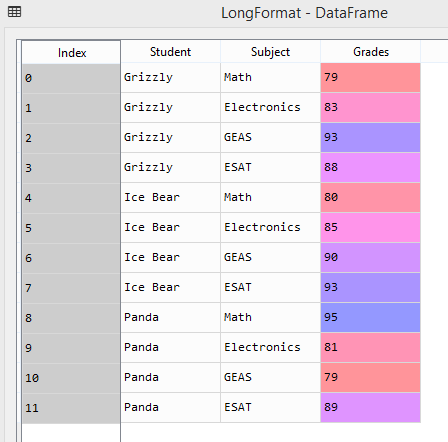 LongFormat - DataFrame
Index Student Subject Grades
0 Grizzly Math 79
1 Grizzly Electronics 83
2 Grizzly GEAS 93
3 Grizzly ESAT 88
4 Ice Bear Math 80
5 Ice Bear Electronics 85
6 Ice Bear GEAS 90
7 Ice Bear ESAT 93
8 Panda Math 95
9 Panda Electronics 81
10 Panda GEAS 79
11 Panda ESAT 89